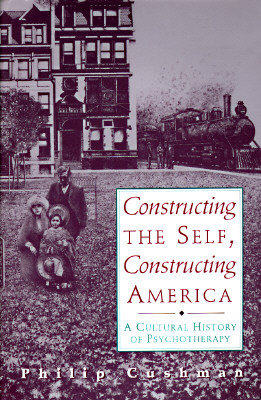 Constructing
THE SELF,
Constructing
AMERICA
A CULTURAL HISTORY
OF PSYCHOTHERAPY
Philip Cushman